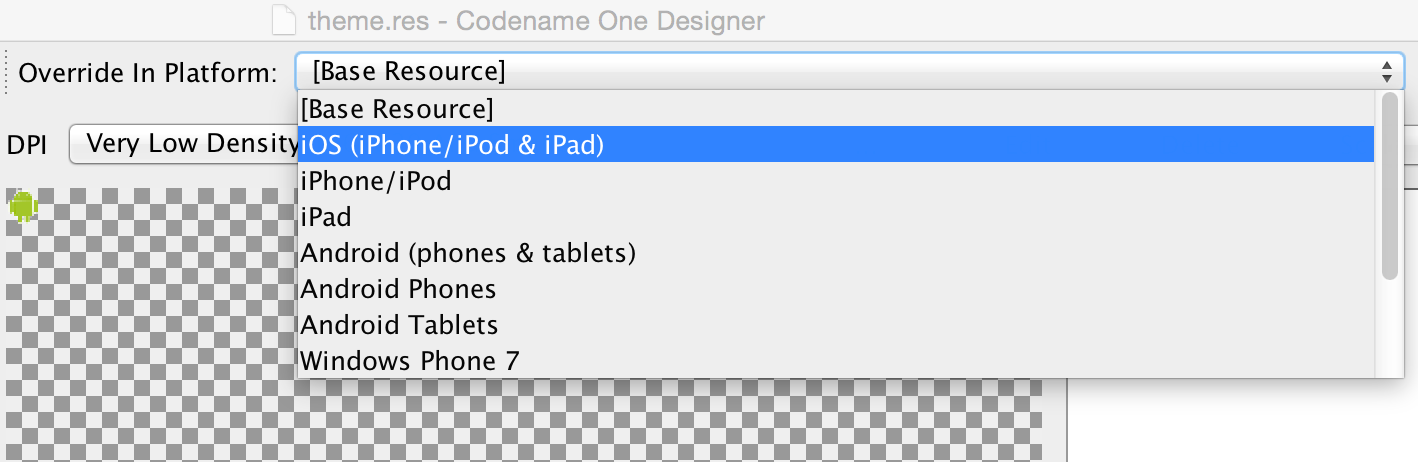 theme.res - Codename One Designer
Override In Platform: [Base Resource]
[Base Resource]
DPI Very Low Density iOS (iPhone/iPod & iPad)
iPhone/iPod
iPad
Android (phones & tablets)
Android Phones
Android Tablets
Windows Phone 7